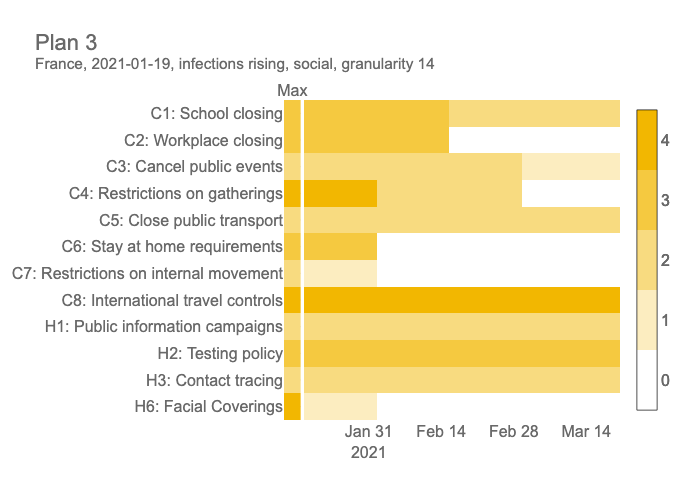 Plan 3
France, 2021-01-19, infections rising, social, granularity 14
Max
C1: School closing
C2: Workplace closing
C3: Cancel public events
C4: Restrictions on gatherings
C5: Close public transport
C6: Stay at home requirements
C7: Restrictions on internal movement
C8: International travel controls
H1: Public information campaigns
H2: Testing policy
H3: Contact tracing
H6: Facial Coverings
Jan 31 Feb 14 Feb 28 Mar 14
2021
4
3
2
1
0